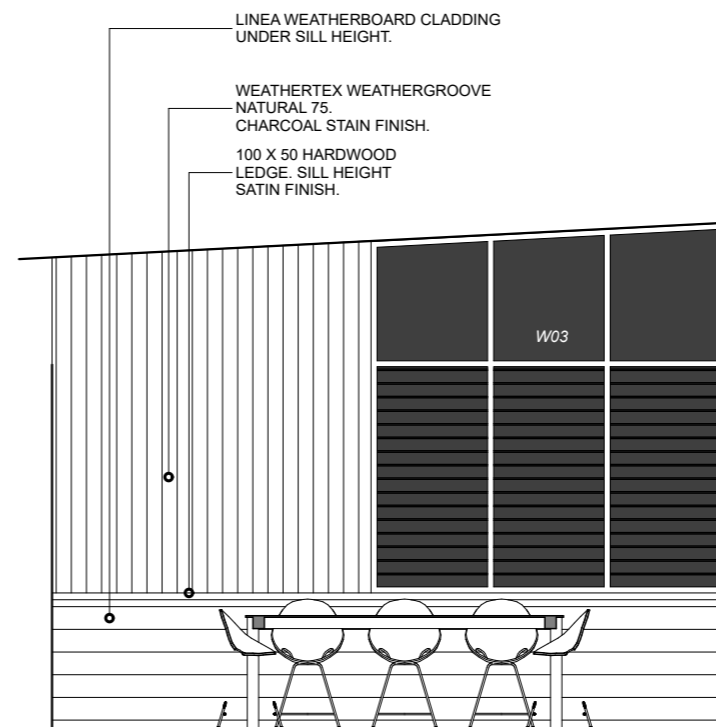 LINEA WEATHERBOARD CLADDING
UNDER SILL HEIGHT.
WEATHERTEX WEATHERGROOVE
NATURAL 75.
CHARCOAL STAIN FINISH.
100 X 50 HARDWOOD
LEDGE. SILL HEIGHT
SATIN FINISH.
W03